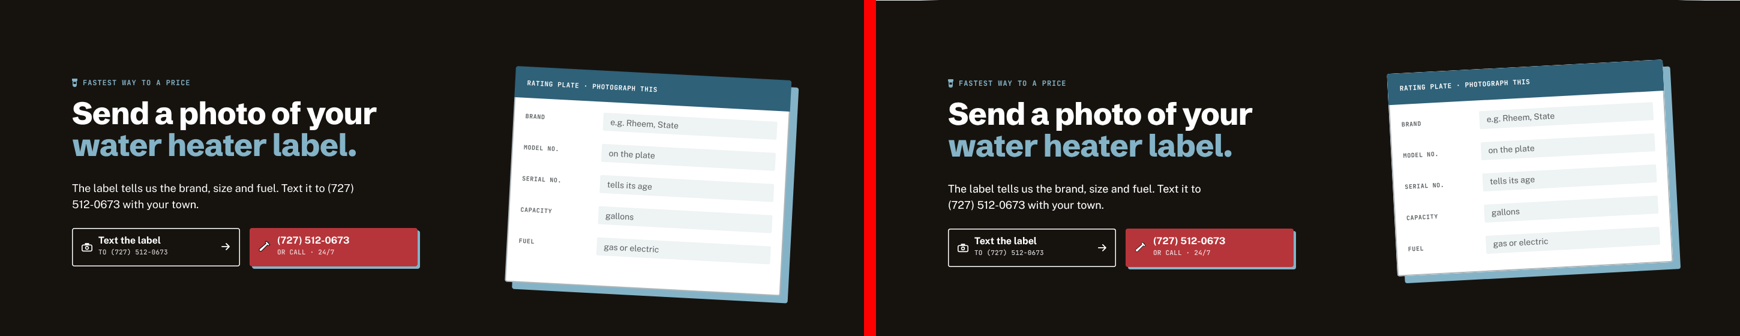 FASTEST WAY TO A PRICE
Send a photo of your
water heater label.
The label tells us the brand, size and fuel. Text it to (727)
512-0673 with your town.
Text the label
TO (727) 512-0673
(727) 512-0673
OR CALL · 24/7
RATING PLATE · PHOTOGRAPH THIS
BRAND e.g. Rheem, State
MODEL NO. on the plate
SERIAL NO. tells its age
CAPACITY gallons
FUEL gas or electric
FASTEST WAY TO A PRICE
Send a photo of your
water heater label.
The label tells us the brand, size and fuel. Text it to
(727) 512-0673 with your town.
Text the label
TO (727) 512-0673
(727) 512-0673
OR CALL · 24/7
RATING PLATE · PHOTOGRAPH THIS
BRAND e.g. Rheem, State
MODEL NO. on the plate
SERIAL NO. tells its age
CAPACITY gallons
FUEL gas or electric